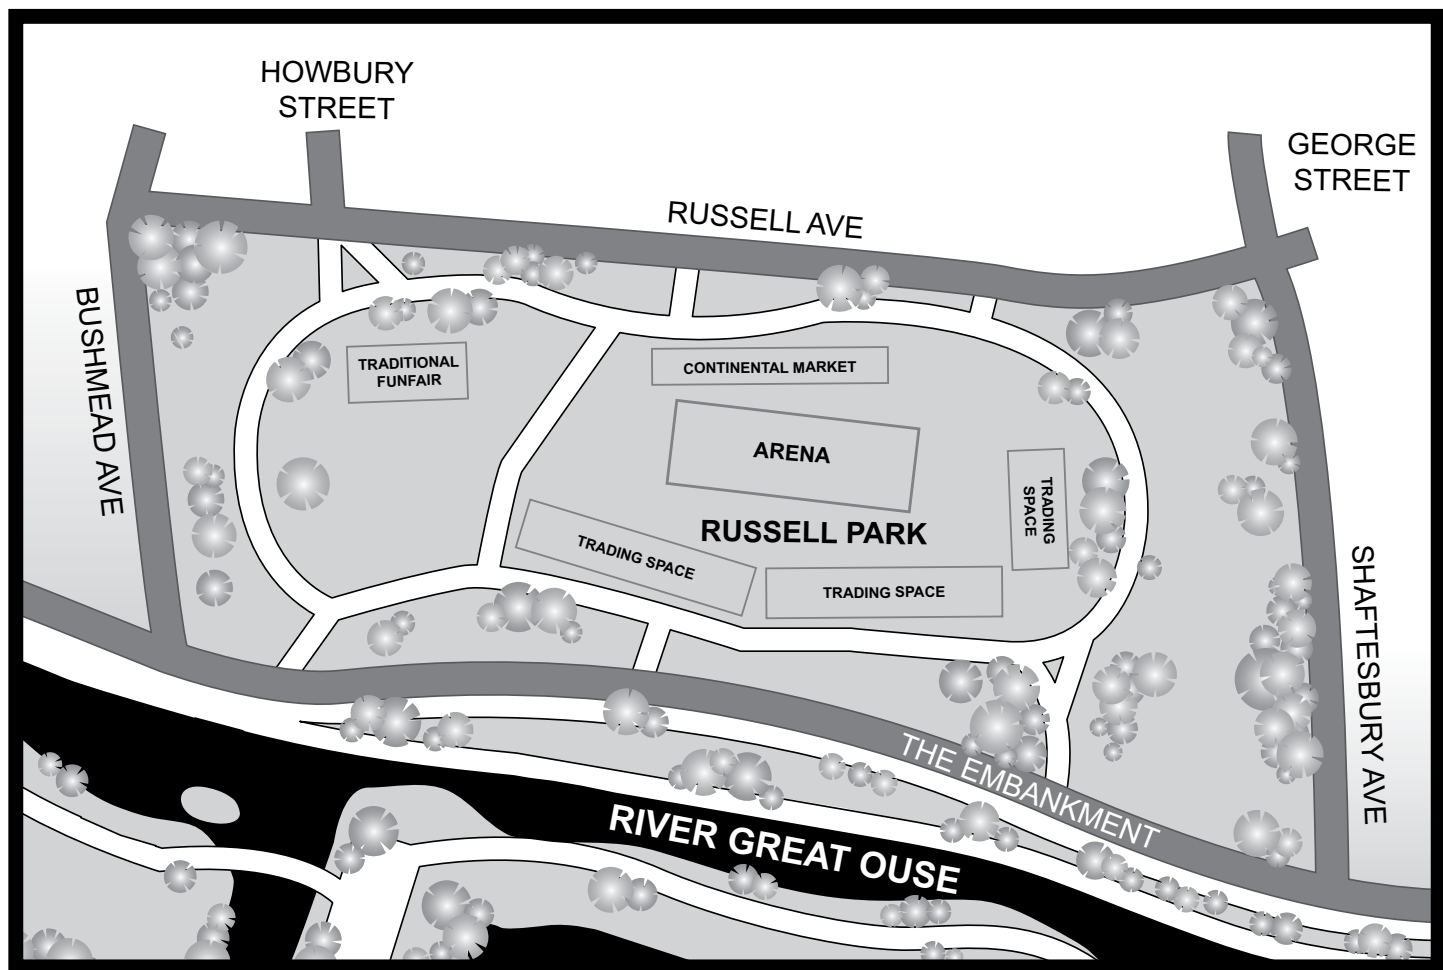 HOWBURY
STREET
GEORGE
STREET
RUSSELL AVE
BUSHMEAD AVE
TRADITIONAL
FUNFAIR
CONTINENTAL MARKET
ARENA
TRADING
SPACE
RUSSELL PARK
TRADING SPACE
TRADING SPACE
SHAFTESBURY AVE
THE EMBANKMENT
RIVER GREAT OUSE